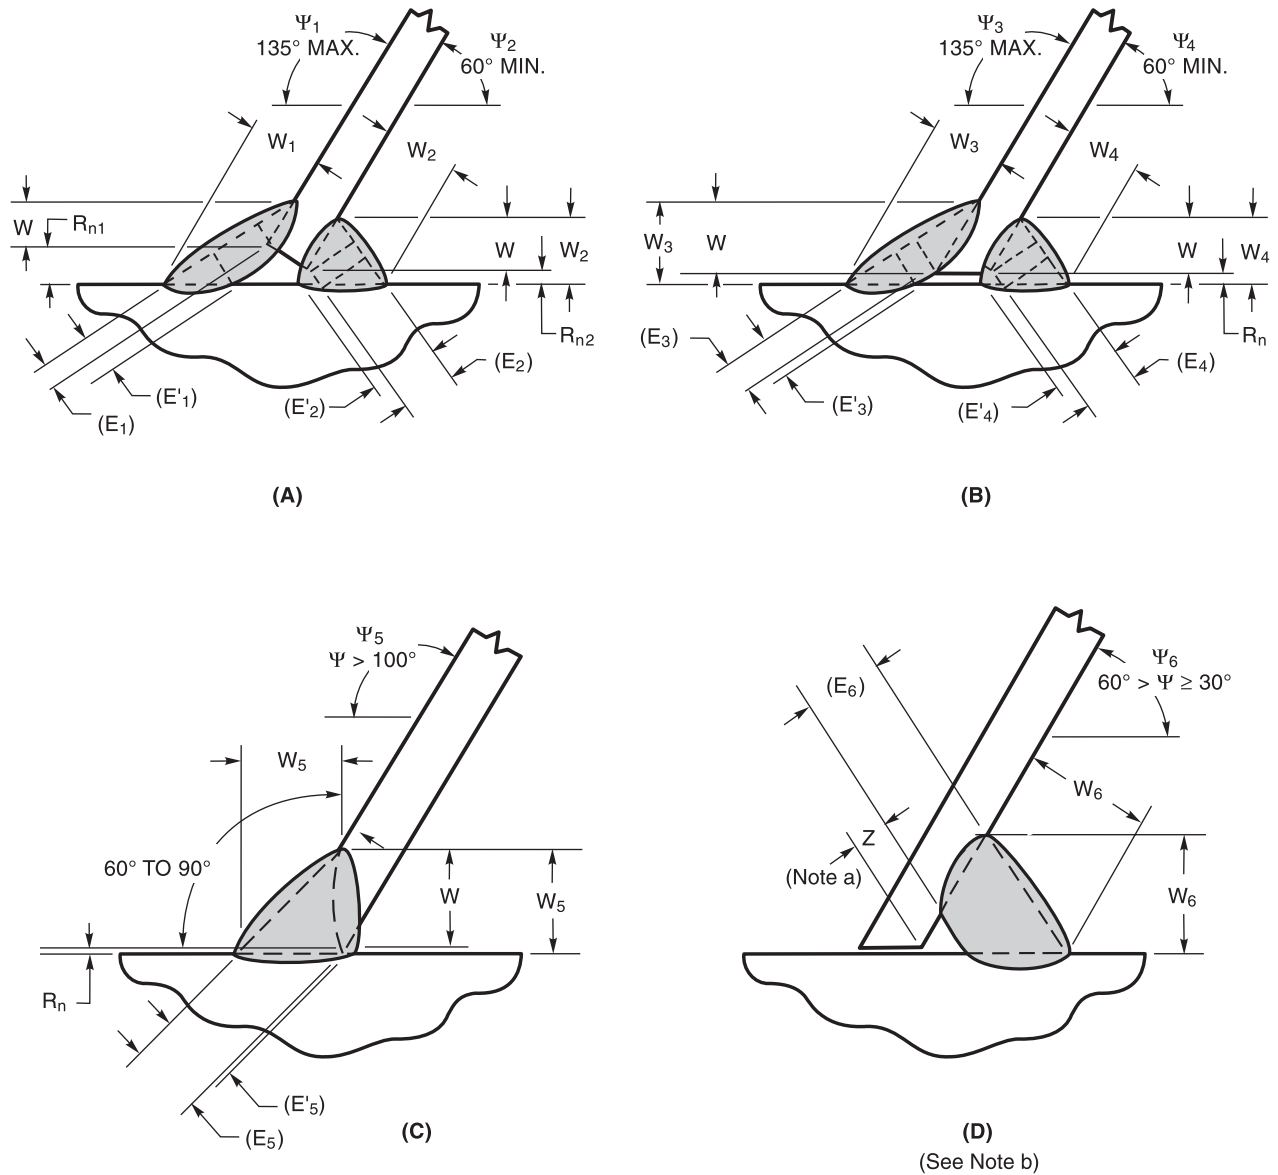 Ψ1
135° MAX.
Ψ2
60° MIN.
W1
W2
W
Rn1
W
W2
Rn2
(E1)
(E'1)
(E'2)
(E2)
(A)
Ψ3
135° MAX.
Ψ4
60° MIN.
W3
W4
W3
W
W
W4
Rn
(E3)
(E'3)
(E'4)
(E4)
(B)
Ψ5
Ψ > 100°
W5
60° TO 90°
W
W5
Rn
(E'5)
(E5)
(C)
Ψ6
60° > Ψ ≥ 30°
(E6)
W6
Z
(Note a)
W6
(D)
(See Note b)